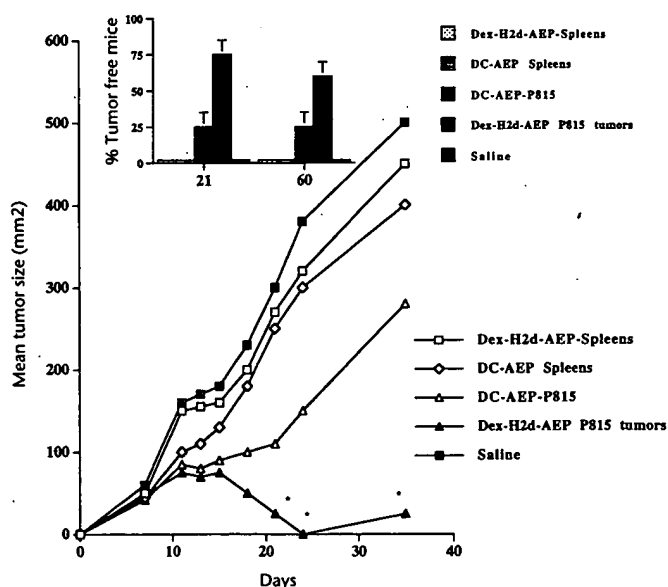 % Tumor free mice
100
75
50
25
0
T
T
T
T
21
60
Dex-H2d-AEP-Spleens
DC-AEP Spleens
DC-AEP-P815
Dex-H2d-AEP P815 tumors
Saline
Mean tumor size (mm2)
600
500
400
300
200
100
0
0
10
20
30
40
Days
* *
*
Dex-H2d-AEP-Spleens
DC-AEP Spleens
DC-AEP-P815
Dex-H2d-AEP P815 tumors
Saline